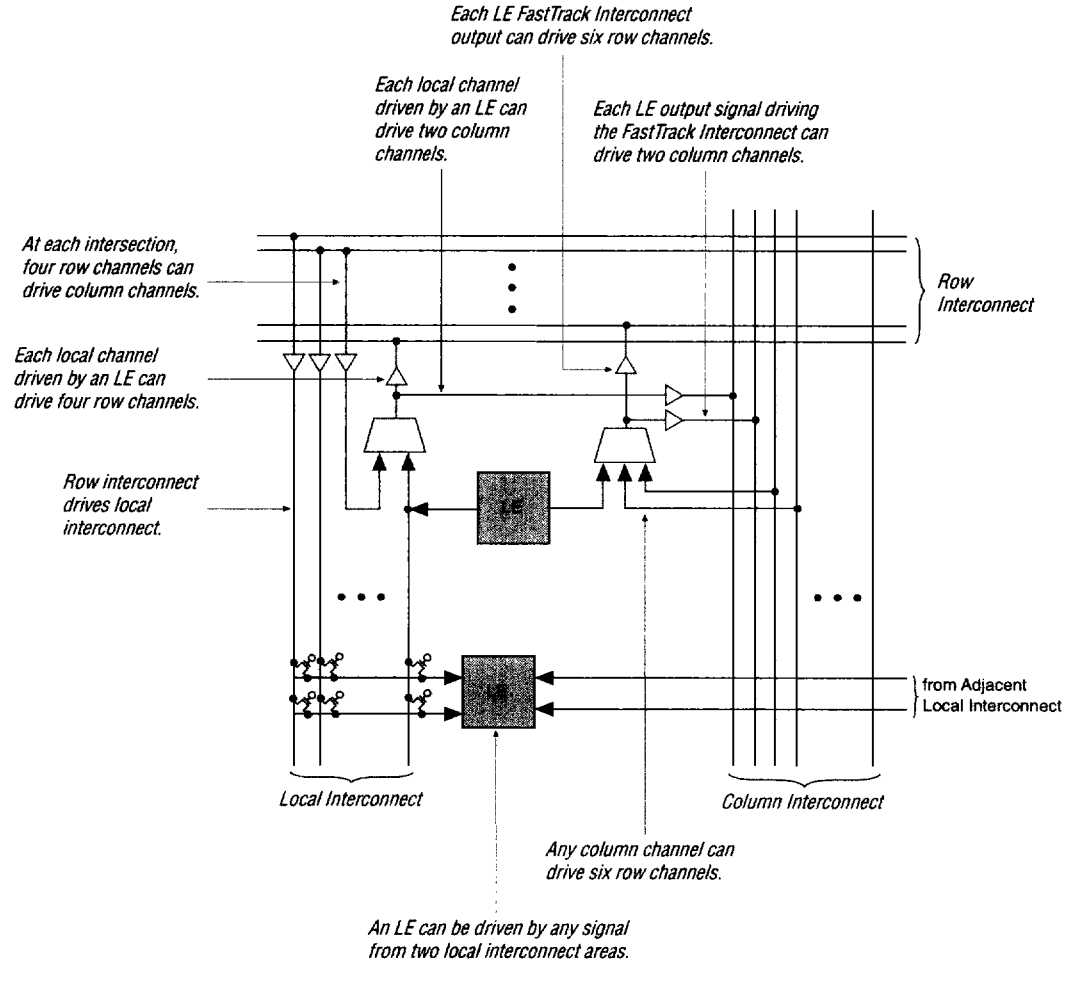 Each LE FastTrack Interconnect
output can drive six row channels.
Each local channel
driven by an LE can
drive two column
channels.
Each LE output signal driving
the FastTrack Interconnect can
drive two column channels.
At each intersection,
four row channels can
drive column channels.
Row
Interconnect
Each local channel
driven by an LE can
drive four row channels.
Row interconnect
drives local
interconnect.
LE
LE
from Adjacent
Local Interconnect
Local Interconnect
Column Interconnect
Any column channel can
drive six row channels.
An LE can be driven by any signal
from two local interconnect areas.